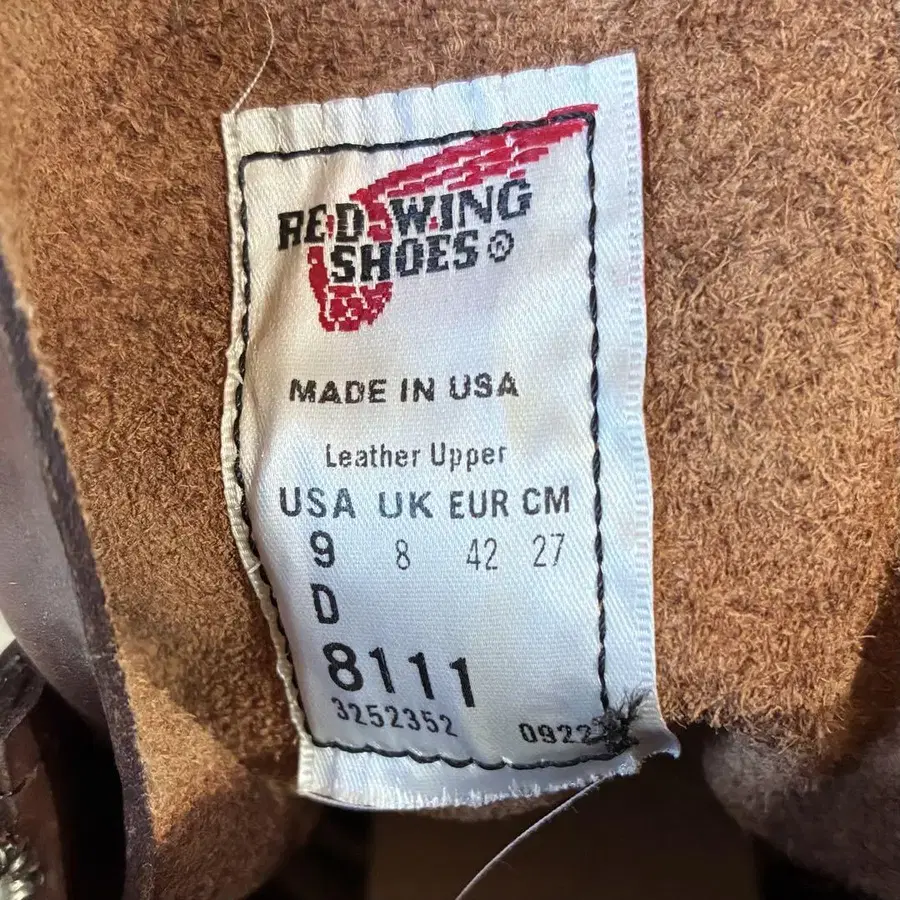 RED WING
SHOES®
MADE IN USA
Leather Upper
USA UK EUR CM
9 8 42 27
D
8111
3252352 0922